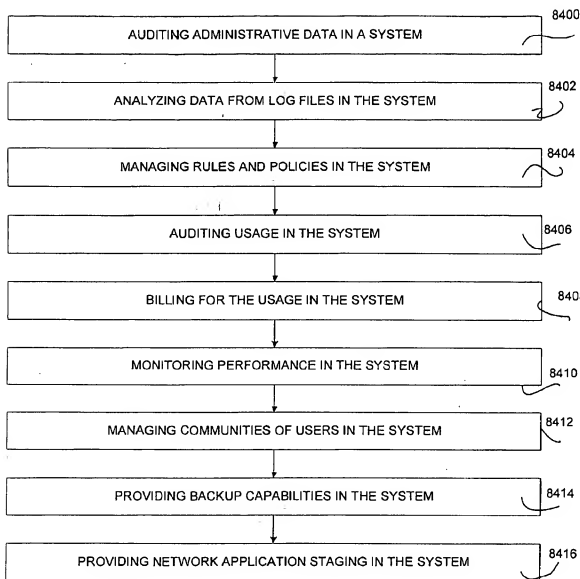 8400
AUDITING ADMINISTRATIVE DATA IN A SYSTEM
8402
ANALYZING DATA FROM LOG FILES IN THE SYSTEM
8404
MANAGING RULES AND POLICIES IN THE SYSTEM
8406
AUDITING USAGE IN THE SYSTEM
840
BILLING FOR THE USAGE IN THE SYSTEM
8410
MONITORING PERFORMANCE IN THE SYSTEM
8412
MANAGING COMMUNITIES OF USERS IN THE SYSTEM
8414
PROVIDING BACKUP CAPABILITIES IN THE SYSTEM
8416
PROVIDING NETWORK APPLICATION STAGING IN THE SYSTEM